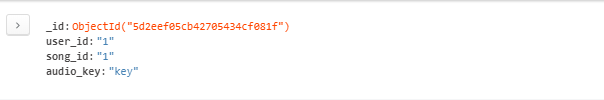 _id: ObjectId("5d2eef05cb42705434cf081f")
user_id: "1"
song_id: "1"
audio_key: "key"